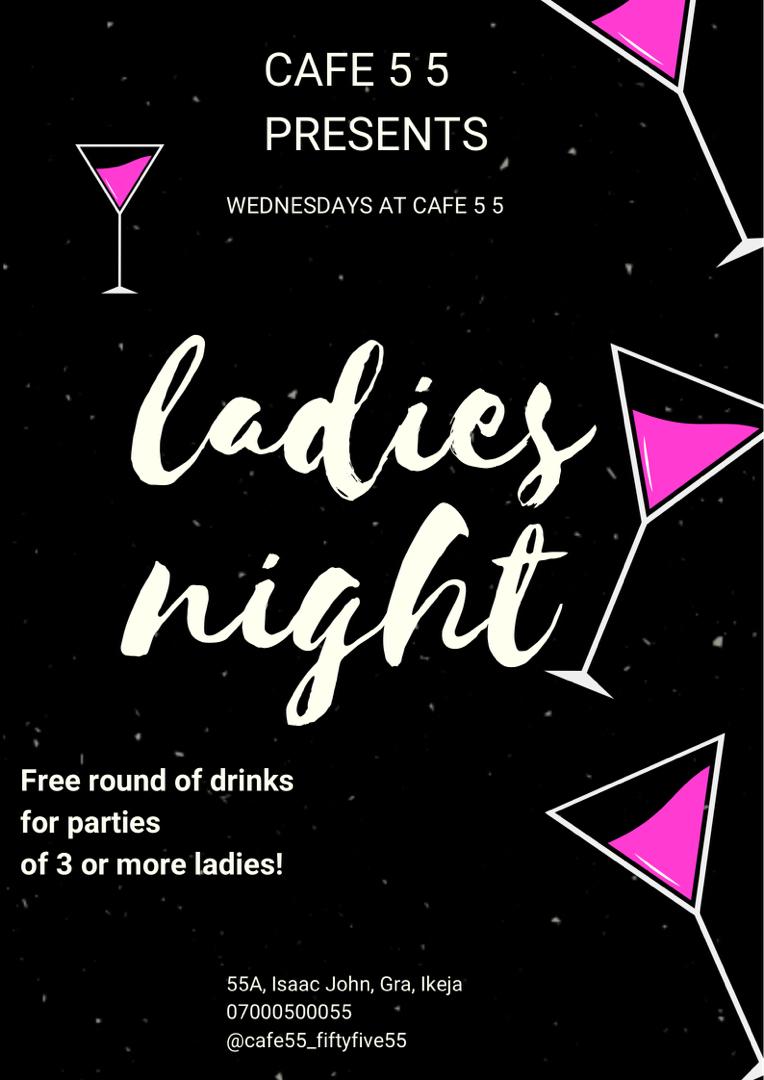 CAFE 5 5
PRESENTS
WEDNESDAYS AT CAFE 5 5
ladies
night
Free round of drinks
for parties
of 3 or more ladies!
55A, Isaac John, Gra, Ikeja
07000500055
@cafe55_fiftyfive55